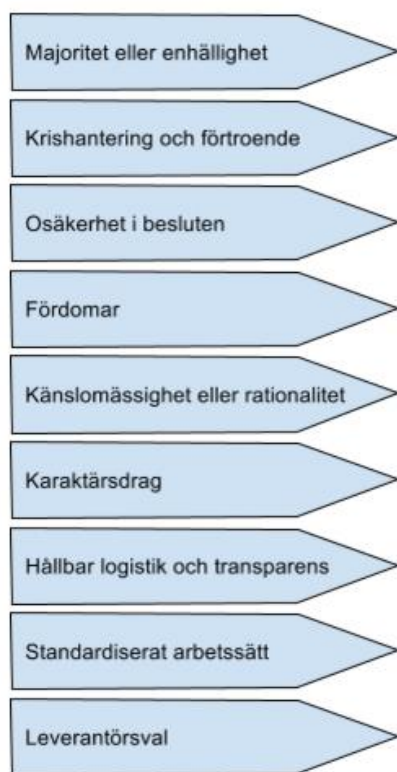 Majoritet eller enhällighet
Krishantering och förtroende
Osäkerhet i besluten
Fördomar
Känslomässighet eller rationalitet
Karaktärsdrag
Hållbar logistik och transparens
Standardiserat arbetssätt
Leverantörsval